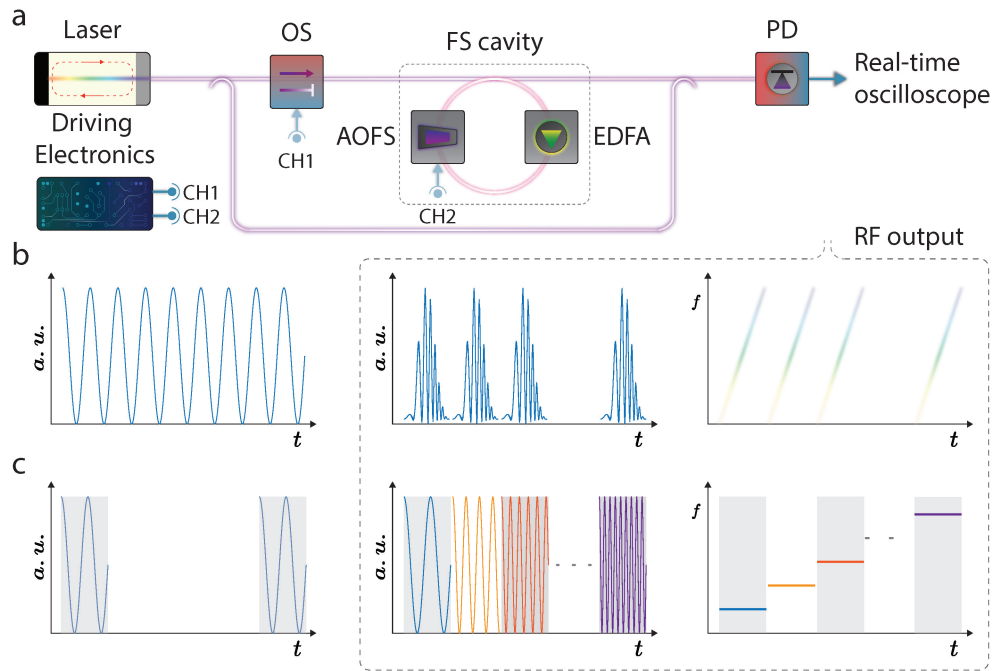 a
Laser
OS
FS cavity
PD
Real-time
oscilloscope
AOFS
EDFA
Driving
Electronics
CH1
CH1
CH2
CH2
RF output
b
a. u.
t
a. u.
t
f
t
c
a. u.
t
a. u.
t
f
t